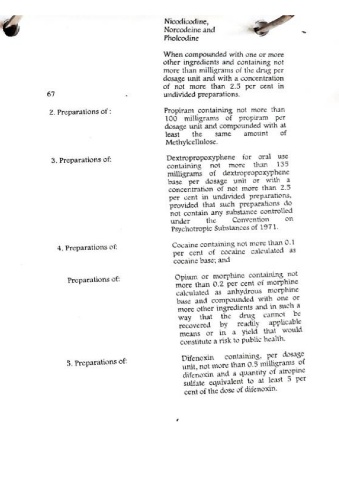 Nicodicodine,
Norcodeine and
Pholcodine
When compounded with one or more
other ingredients and containing not
more than milligrams of the drug per
dosage unit and with a concentration
of not more than 2.5 per cent in
undivided preparations.
67
2. Preparations of :
Propiram containing not more than
100 milligrams of propiram per
dosage unit and compounded with at
least the same amount of
Methylcellulose.
3. Preparations of:
Dextropropoxyphene for oral use
containing not more than 135
milligrams of dextropropoxyphene
base per dosage unit or with a
concentration of not more than 2.5
per cent in undivided preparations,
provided that such preparations do
not contain any substance controlled
under the Convention on
Psychotropic Substances of 1971.
4. Preparations of:
Cocaine containing not more than 0.1
per cent of cocaine calculated as
cocaine base; and
Preparations of:
Opium or morphine containing not
more than 0.2 per cent of morphine
calculated as anhydrous morphine
base and compounded with one or
more other ingredients and in such a
way that the drug cannot be
recovered by readily applicable
means or in a yield that would
constitute a risk to public health.
5. Preparations of:
Difenoxin containing, per dosage
unit, not more than 0.5 milligrams of
difenoxin and a quantity of atropine
sulfate equivalent to at least 5 per
cent of the dose of difenoxin.